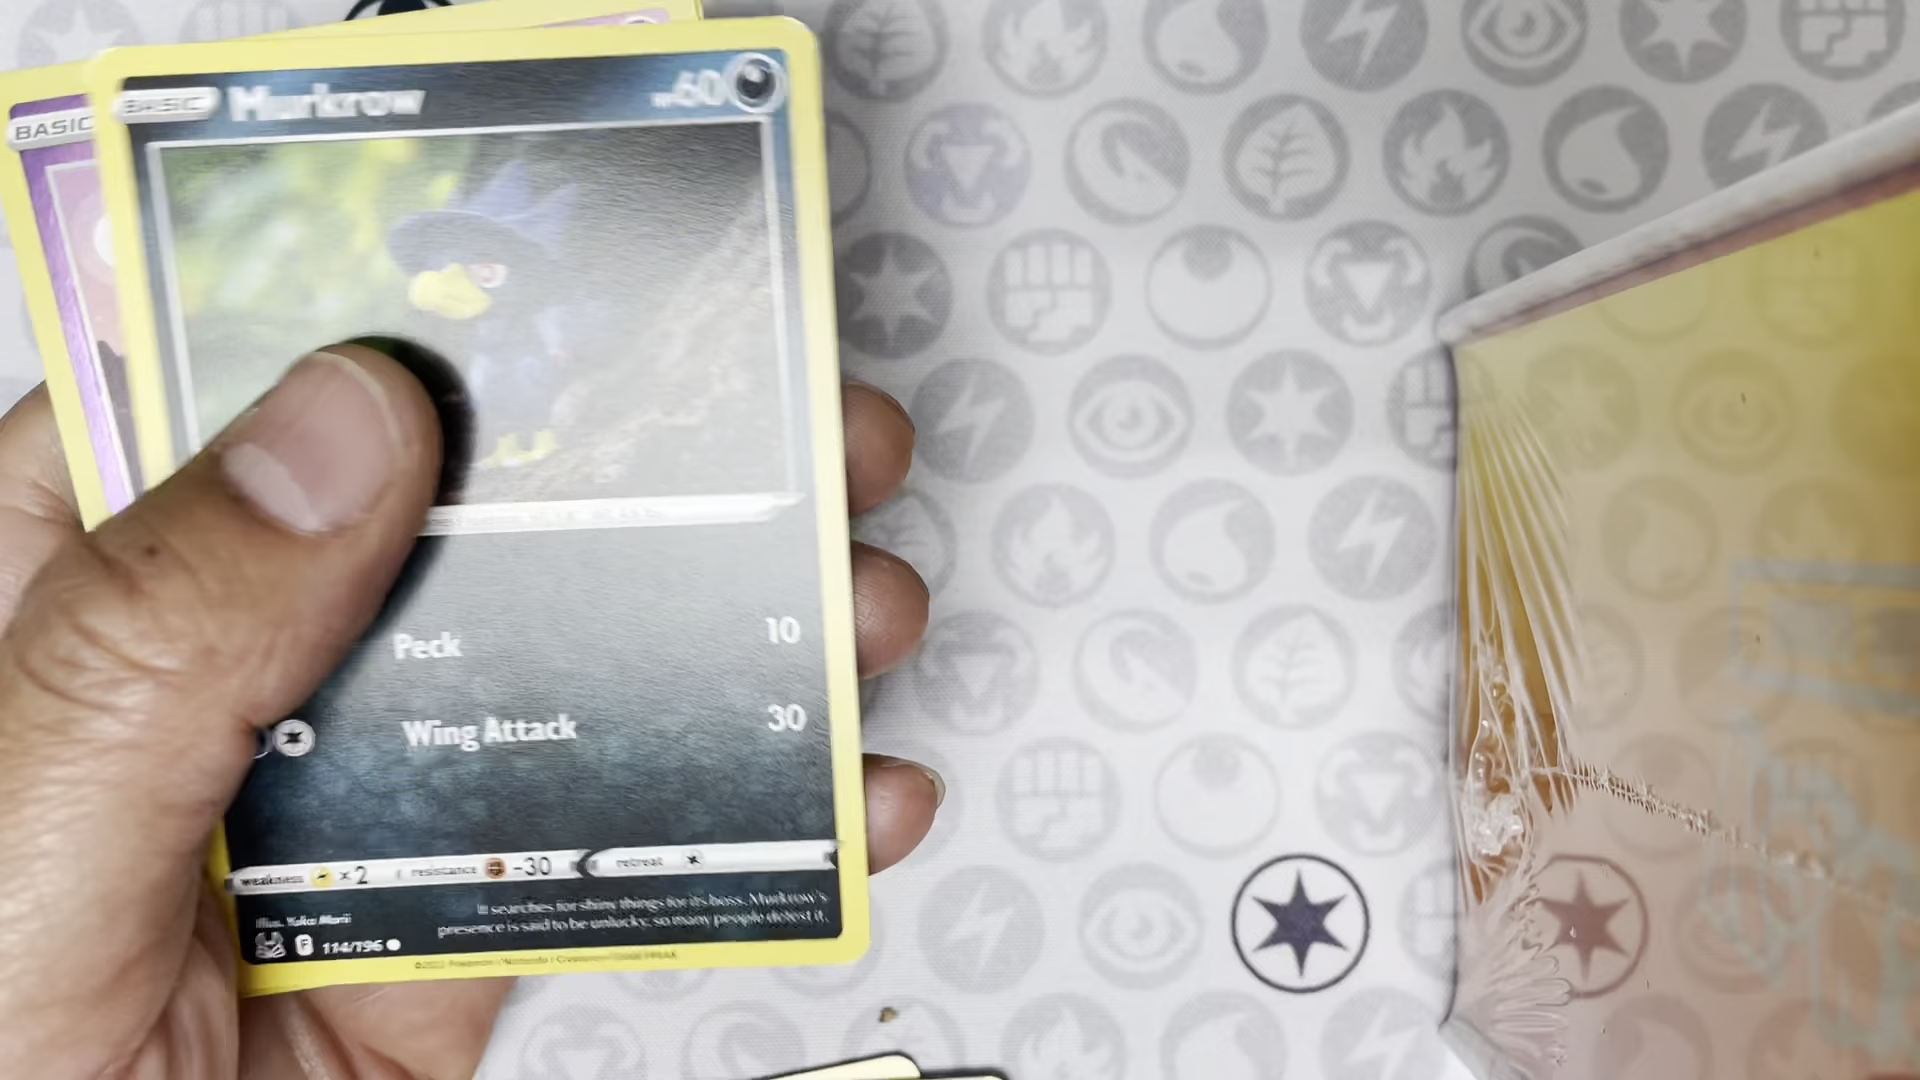 BASIC
BASIC Murkrow HP 60
Peck 10
Wing Attack 30
weakness ×2 resistance -30 retreat
It searches for shiny things for its boss. Murkrow's
presence is said to be unlucky, so many people detest it.
Illus. Yuka Morii
F 114/196